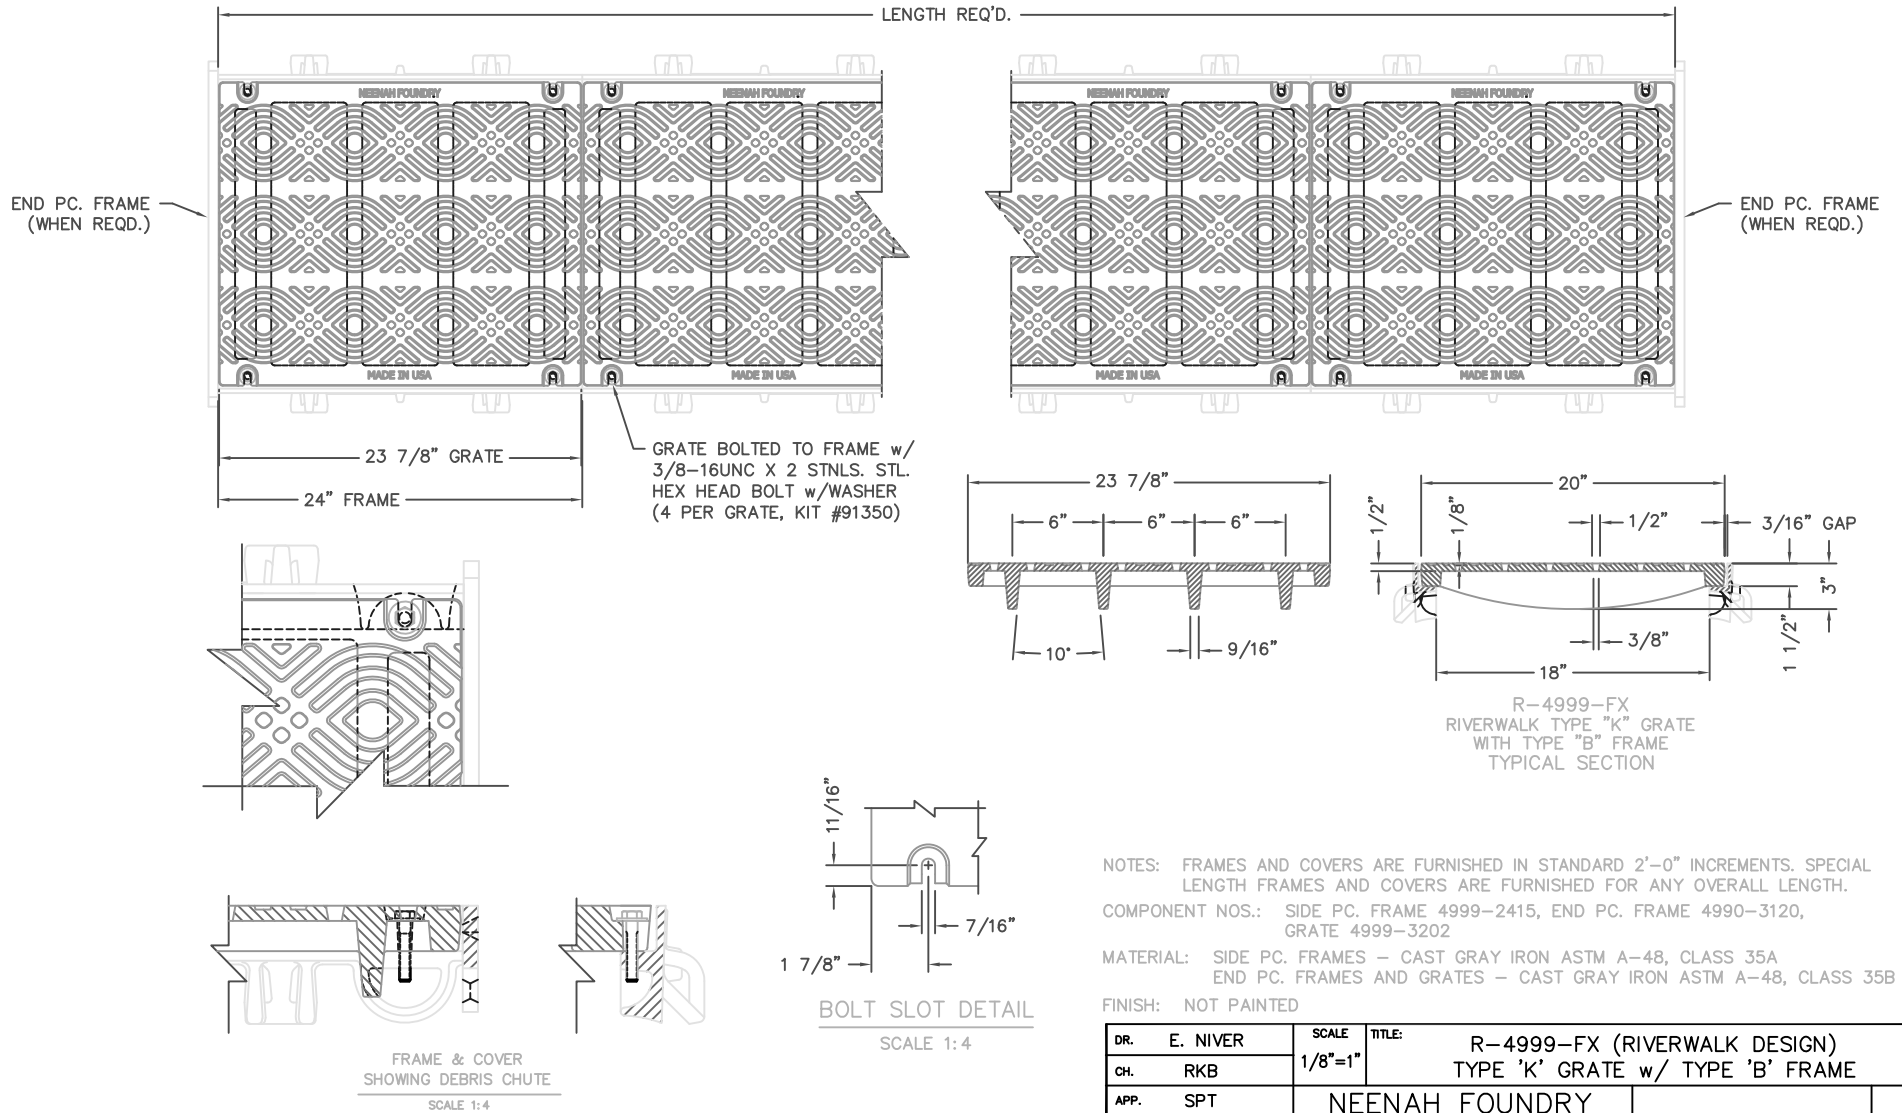 LENGTH REQ'D.
NEENAH FOUNDRY
NEENAH FOUNDRY
NEENAH FOUNDRY
NEENAH FOUNDRY
END PC. FRAME
(WHEN REQD.)
END PC. FRAME
(WHEN REQD.)
MADE IN USA
MADE IN USA
MADE IN USA
MADE IN USA
23 7/8" GRATE
24" FRAME
GRATE BOLTED TO FRAME w/
3/8-16UNC X 2 STNLS. STL.
HEX HEAD BOLT w/WASHER
(4 PER GRATE, KIT #91350)
23 7/8"
6"
6"
6"
10°
9/16"
20"
1/2"
1/8"
1/2"
3/16" GAP
3"
1 1/2"
3/8"
18"
R-4999-FX
RIVERWALK TYPE "K" GRATE
WITH TYPE "B" FRAME
TYPICAL SECTION
11/16"
7/16"
1 7/8"
BOLT SLOT DETAIL
SCALE 1:4
FRAME & COVER
SHOWING DEBRIS CHUTE
SCALE 1:4
NOTES: FRAMES AND COVERS ARE FURNISHED IN STANDARD 2'-0" INCREMENTS. SPECIAL
LENGTH FRAMES AND COVERS ARE FURNISHED FOR ANY OVERALL LENGTH.
COMPONENT NOS.: SIDE PC. FRAME 4999-2415, END PC. FRAME 4990-3120,
GRATE 4999-3202
MATERIAL: SIDE PC. FRAMES - CAST GRAY IRON ASTM A-48, CLASS 35A
END PC. FRAMES AND GRATES - CAST GRAY IRON ASTM A-48, CLASS 35B
FINISH: NOT PAINTED
DR. E. NIVER
CH. RKB
APP. SPT
SCALE
1/8"=1"
TITLE: R-4999-FX (RIVERWALK DESIGN)
TYPE 'K' GRATE w/ TYPE 'B' FRAME
NEENAH FOUNDRY